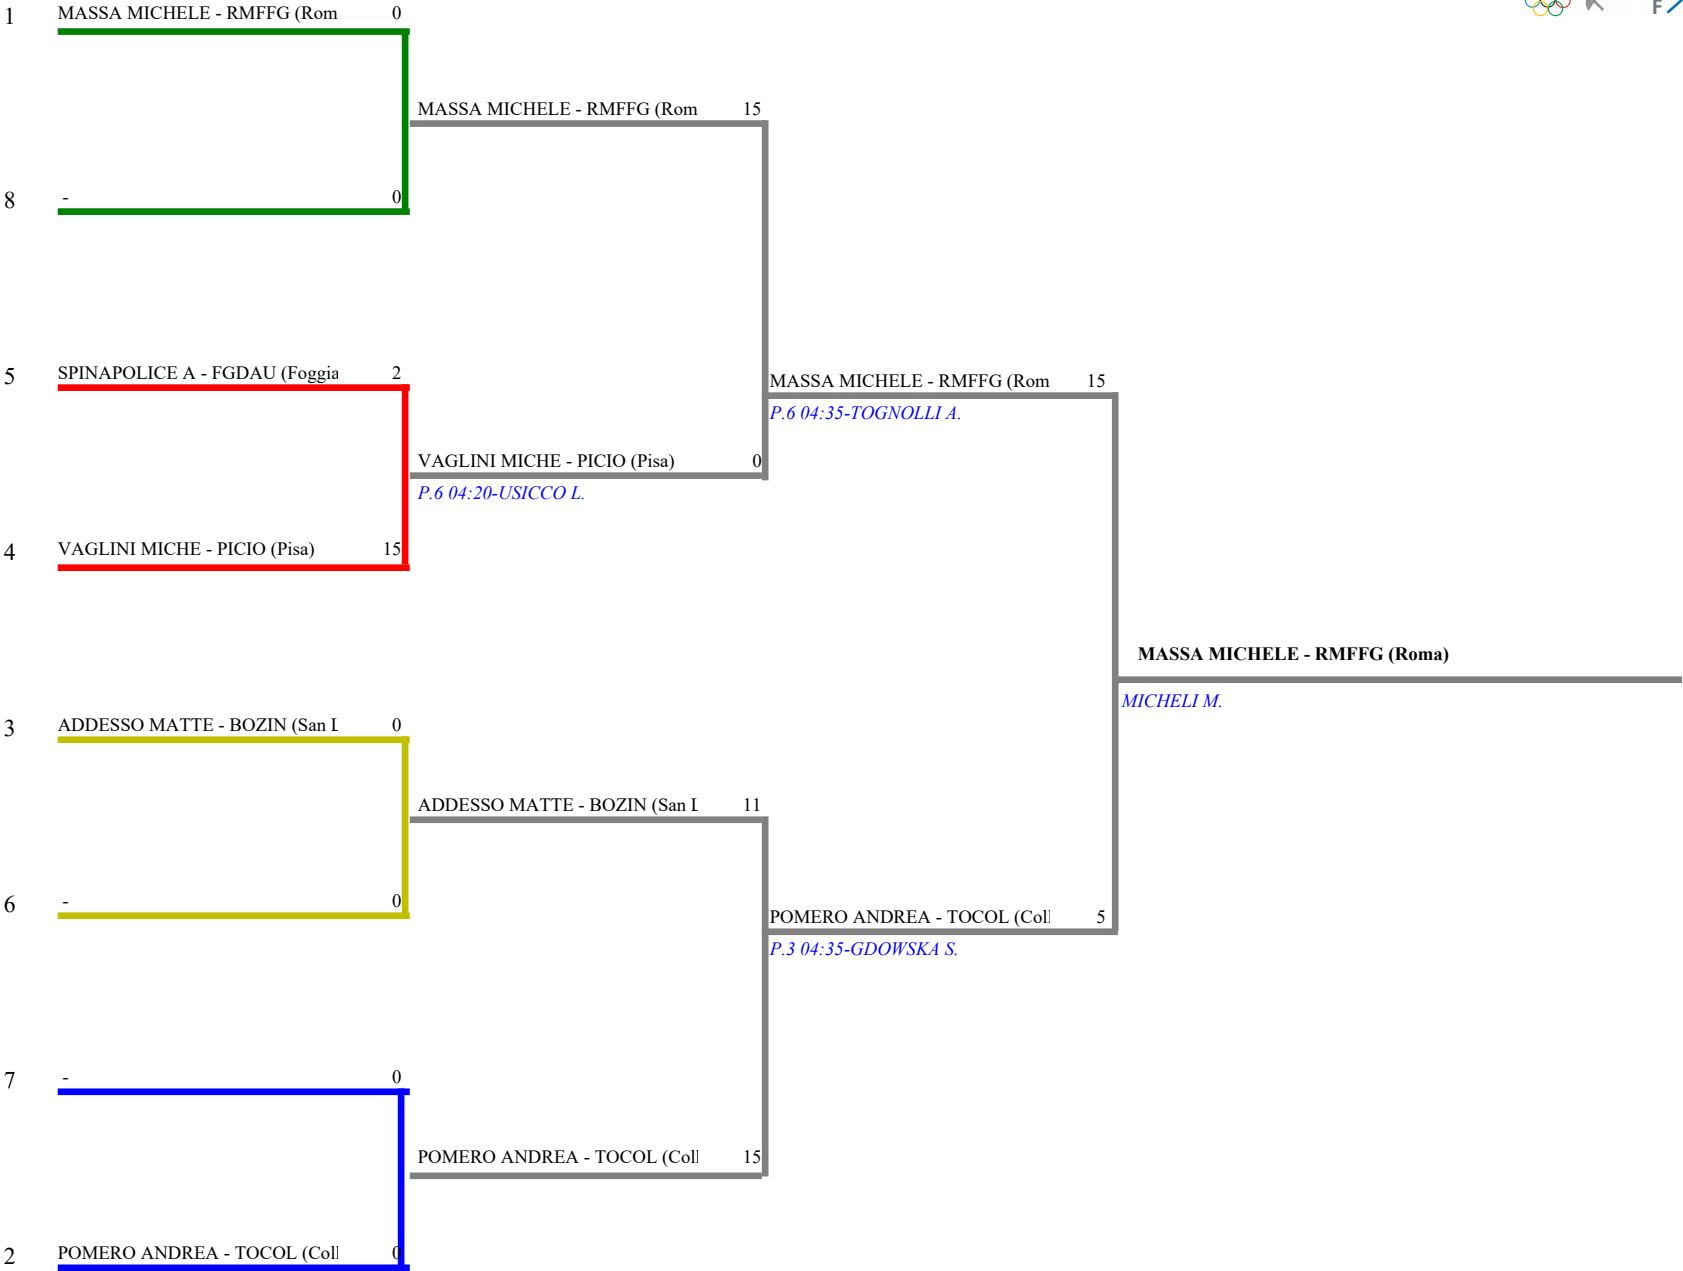 1 MASSA MICHELE - RMFFG (Rom 0
F
MASSA MICHELE - RMFFG (Rom 15
8 - 0
5 SPINAPOLICE A - FGDAU (Foggia 2
MASSA MICHELE - RMFFG (Rom 15
P.6 04:35-TOGNOLLI A.
VAGLINI MICHE - PICIO (Pisa) 0
P.6 04:20-USICCO L.
4 VAGLINI MICHE - PICIO (Pisa) 15
MASSA MICHELE - RMFFG (Roma)
MICHELI M.
3 ADDESSO MATTE - BOZIN (San L 0
ADDESSO MATTE - BOZIN (San L 11
6 - 0
POMERO ANDREA - TOCOL (Coll 5
P.3 04:35-GDOWSKA S.
7 - 0
POMERO ANDREA - TOCOL (Coll 15
2 POMERO ANDREA - TOCOL (Coll 0